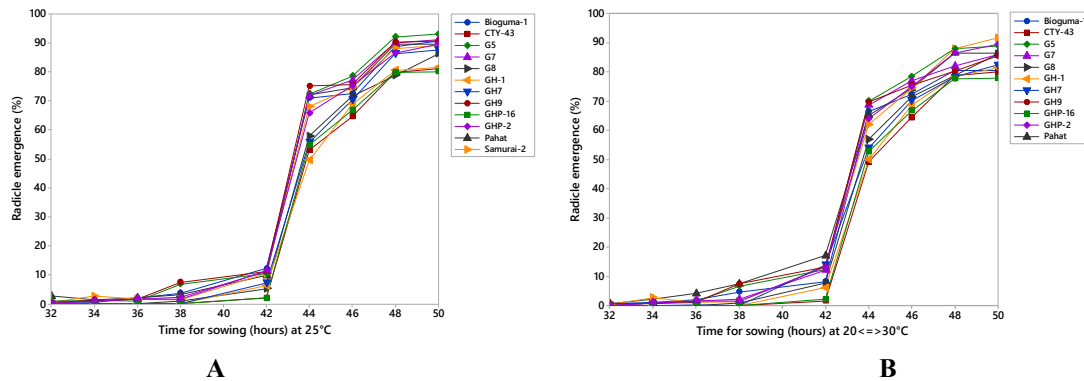 Radicle emergence (%)
100
90
80
70
60
50
40
30
20
10
0
32 34 36 38 40 42 44 46 48 50
Time for sowing (hours) at 25°C
Bioguma-1
CTY-43
G5
G7
G8
GH-1
GH7
GH9
GHP-16
GHP-2
Pahat
Samurai-2
A
Radicle emergence (%)
100
90
80
70
60
50
40
30
20
10
0
32 34 36 38 40 42 44 46 48 50
Time for sowing (hours) at 20<=>30°C
Bioguma-1
CTY-43
G5
G7
G8
GH-1
GH7
GH9
GHP-16
GHP-2
Pahat
B